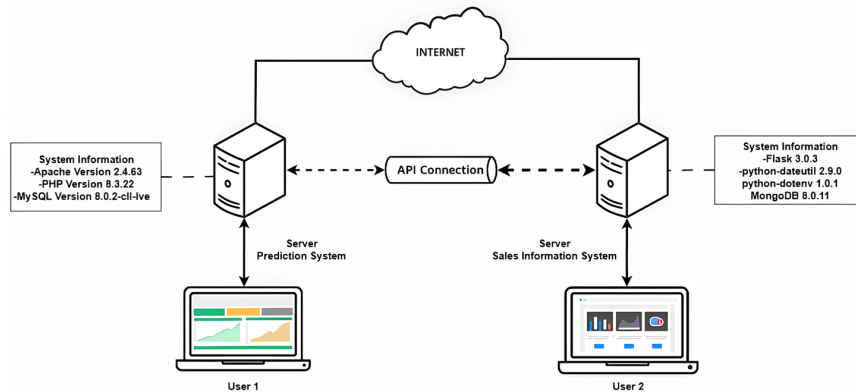 INTERNET
System Information
-Apache Version 2.4.63
-PHP Version 8.3.22
-MySQL Version 8.0.2-cll-lve
API Connection
System Information
-Flask 3.0.3
-python-dateutil 2.9.0
python-dotenv 1.0.1
MongoDB 8.0.11
Server
Prediction System
Server
Sales Information System
User 1
User 2